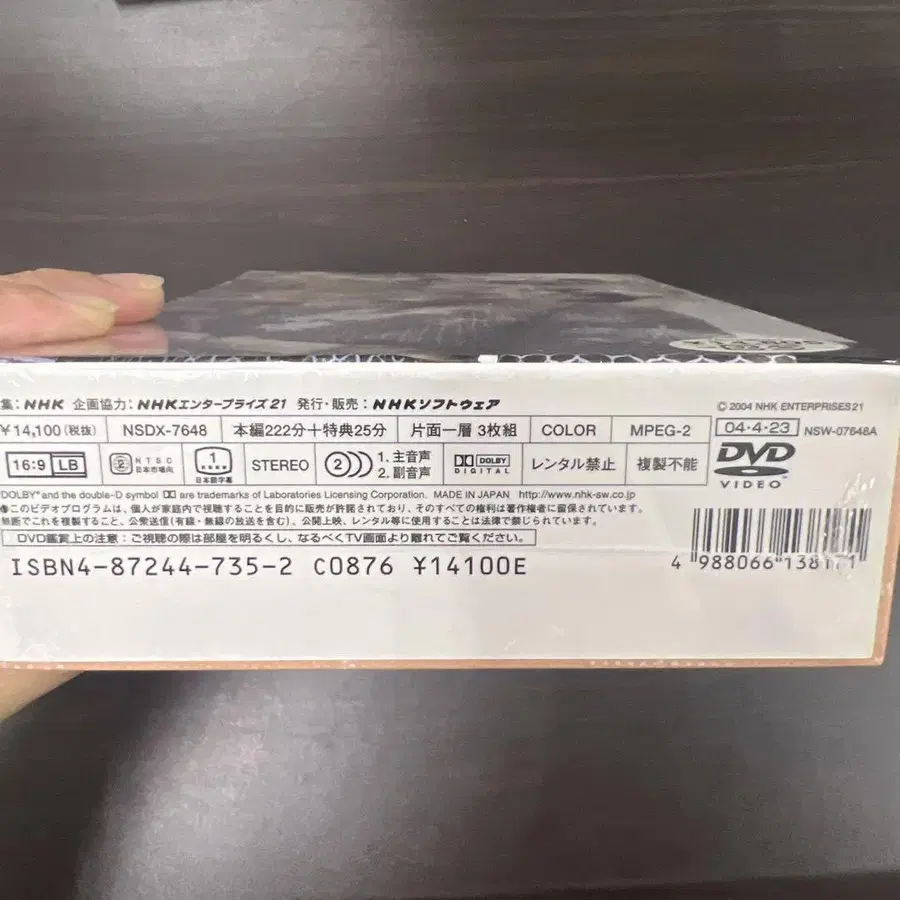 集：NHK 企画協力：NHKエンタープライズ21 発行・販売：NHKソフトウェア
© 2004 NHK ENTERPRISES21
¥14,100(税抜) NSDX-7648 本編222分＋特典25分 片面一層 3枚組 COLOR MPEG-2 04・4・23 NSW-07648A
16:9 LB 2 NTSC 日本市場向 1 日本語字幕 STEREO 2 1. 主音声 2. 副音声 DOLBY DIGITAL レンタル禁止 複製不能 DVD VIDEO™
DOLBY® and the double-D symbol are trademarks of Laboratories Licensing Corporation. MADE IN JAPAN http://www.nhk-sw.co.jp
このビデオプログラムは、個人が家庭内で視聴することを目的に販売が許諾されており、そのすべての権利は著作権者に留保されています。
無断でこれを複製すること、公衆送信(有線・無線の放送を含む)、公開上映、レンタル等に使用することは法律で禁じられています。
DVD鑑賞上の注意：ご視聴の際は部屋を明るくし、なるべくTV画面より離れてご覧ください。
ISBN4-87244-735-2 C0876 ¥14100E
4 988066 138171